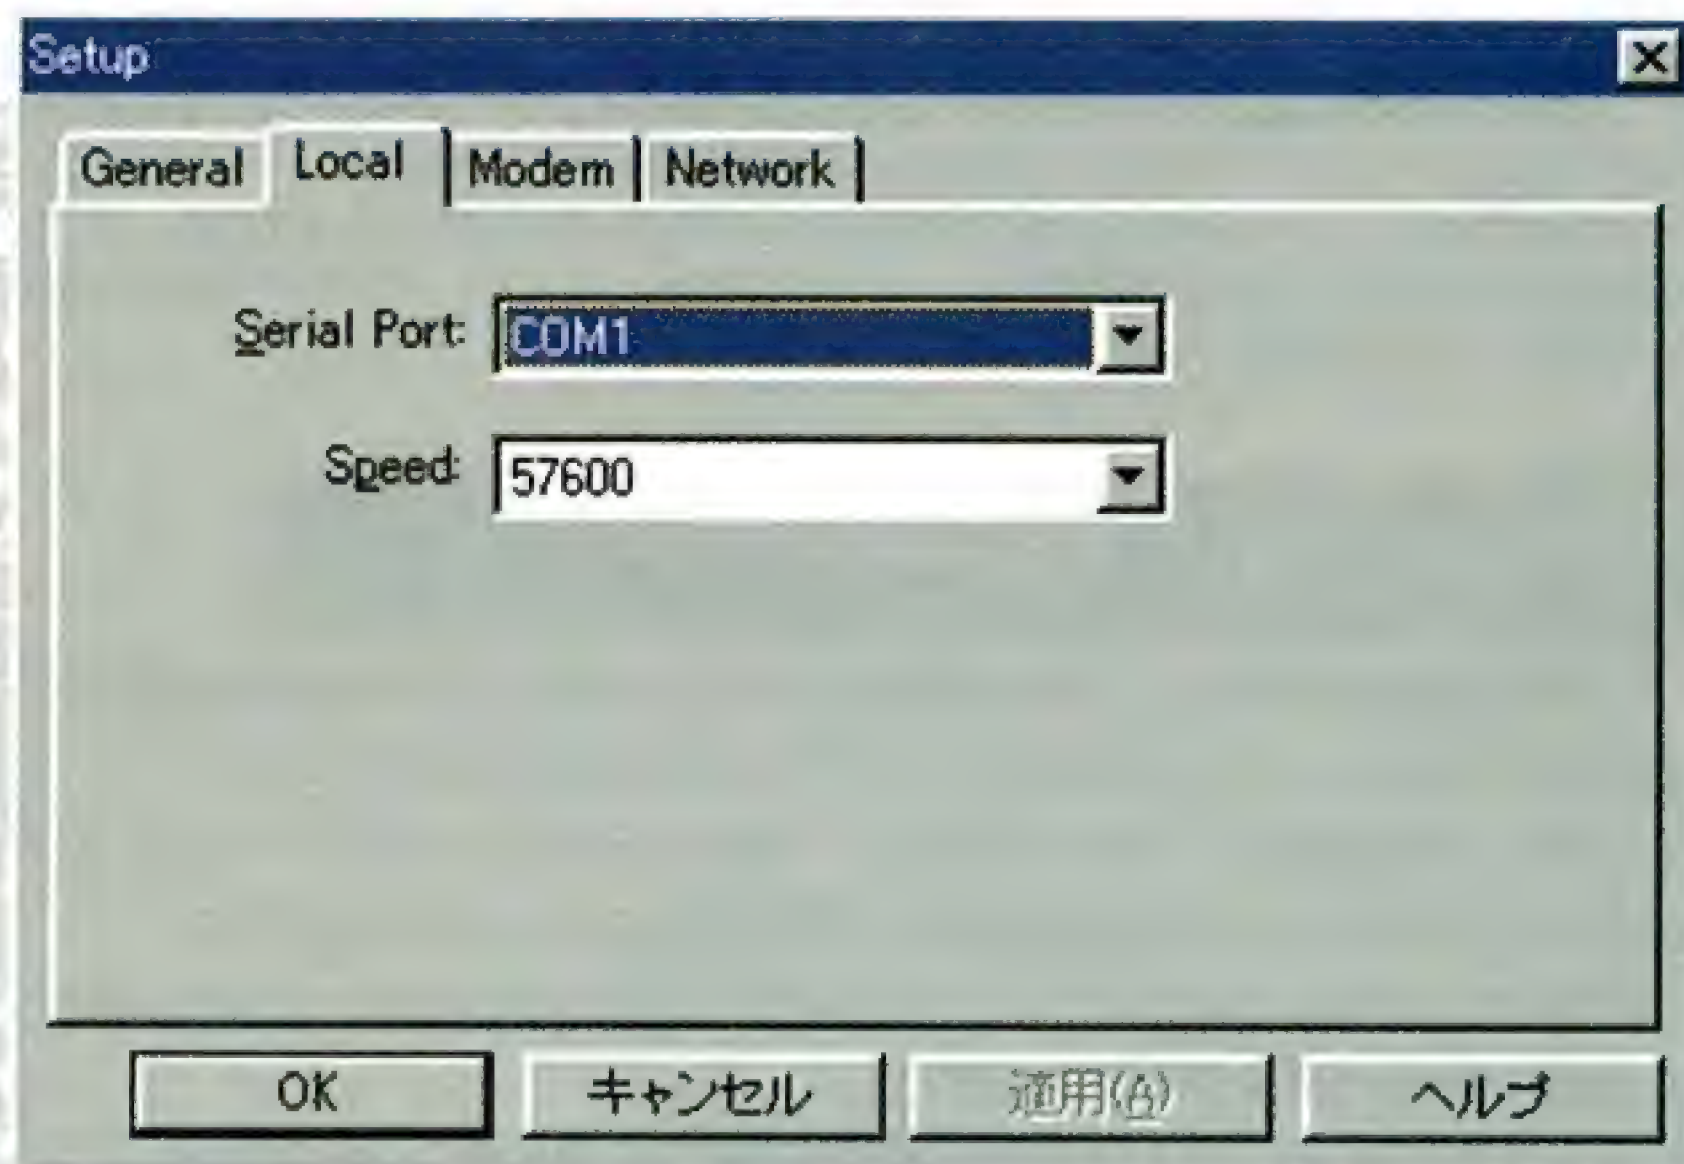 Setup
General Local Modem Network
Serial Port: COM1
Speed: 57600
OK キャンセル 適用(A) ヘルプ